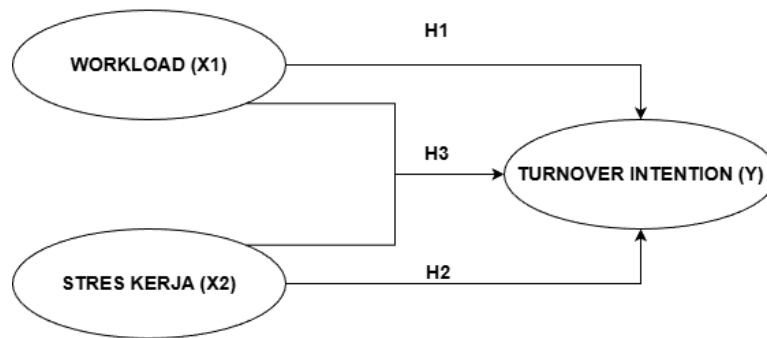 H1
WORKLOAD (X1)
H3
TURNOVER INTENTION (Y)
H2
STRES KERJA (X2)